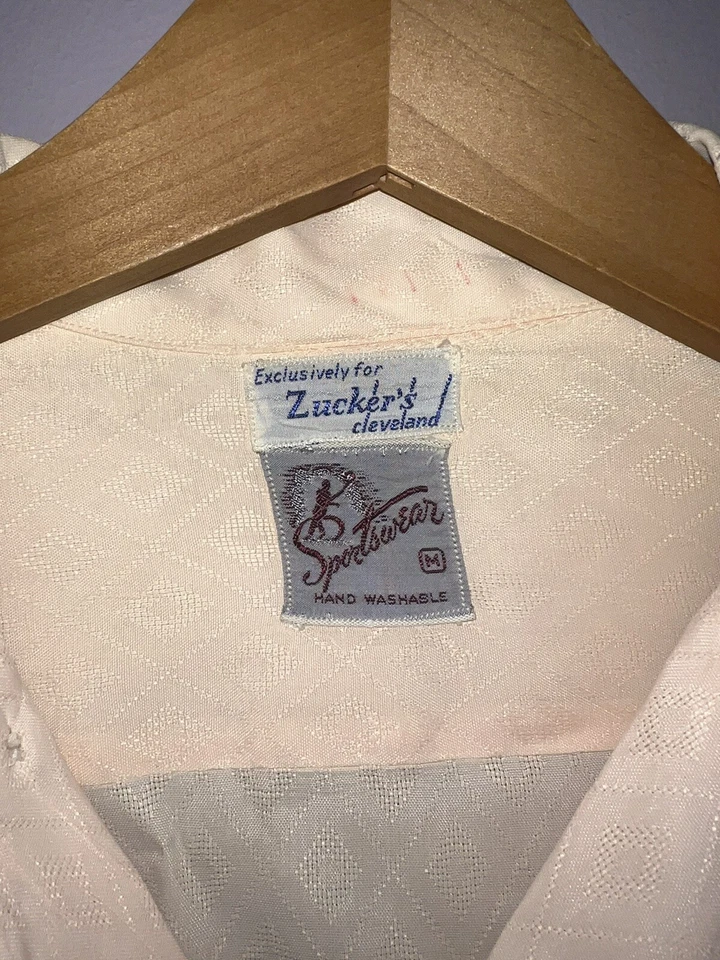 Exclusively for
Zucker's
cleveland
Sportswear
M
HAND WASHABLE